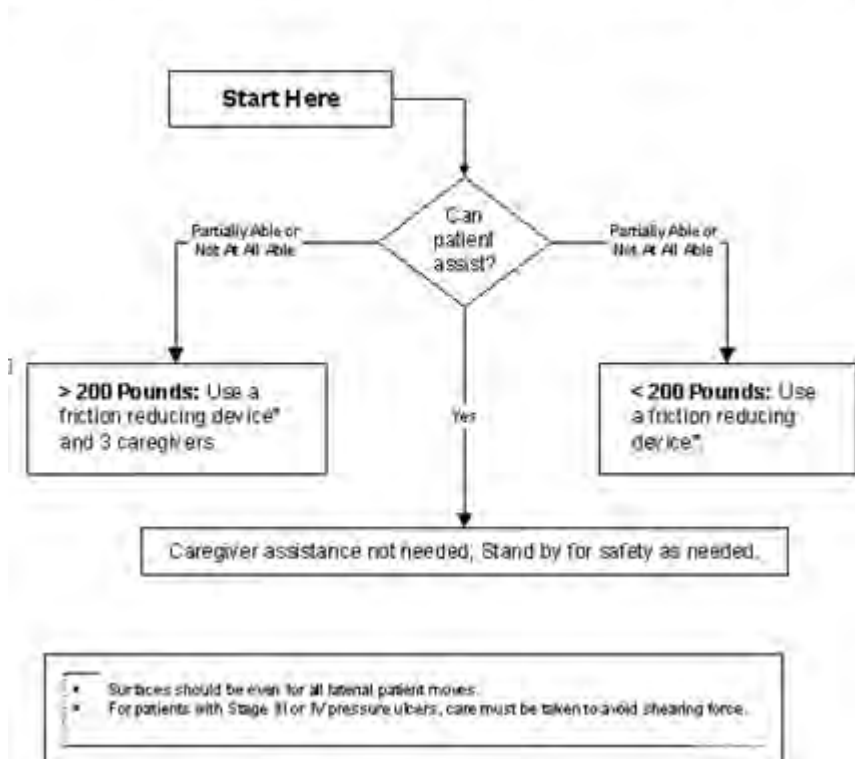 Start Here
Can
patient
assist?
Partially Able or
Not At All Able
Partially Able or
Not At All Able
> 200 Pounds: Use a
friction reducing device*
and 3 caregivers
< 200 Pounds: Use
a friction reducing
device*.
Yes
Caregiver assistance not needed; Stand by for safety as needed.
• Surfaces should be even for all lateral patient moves.
• For patients with Stage III or IV pressure ulcers, care must be taken to avoid shearing force.